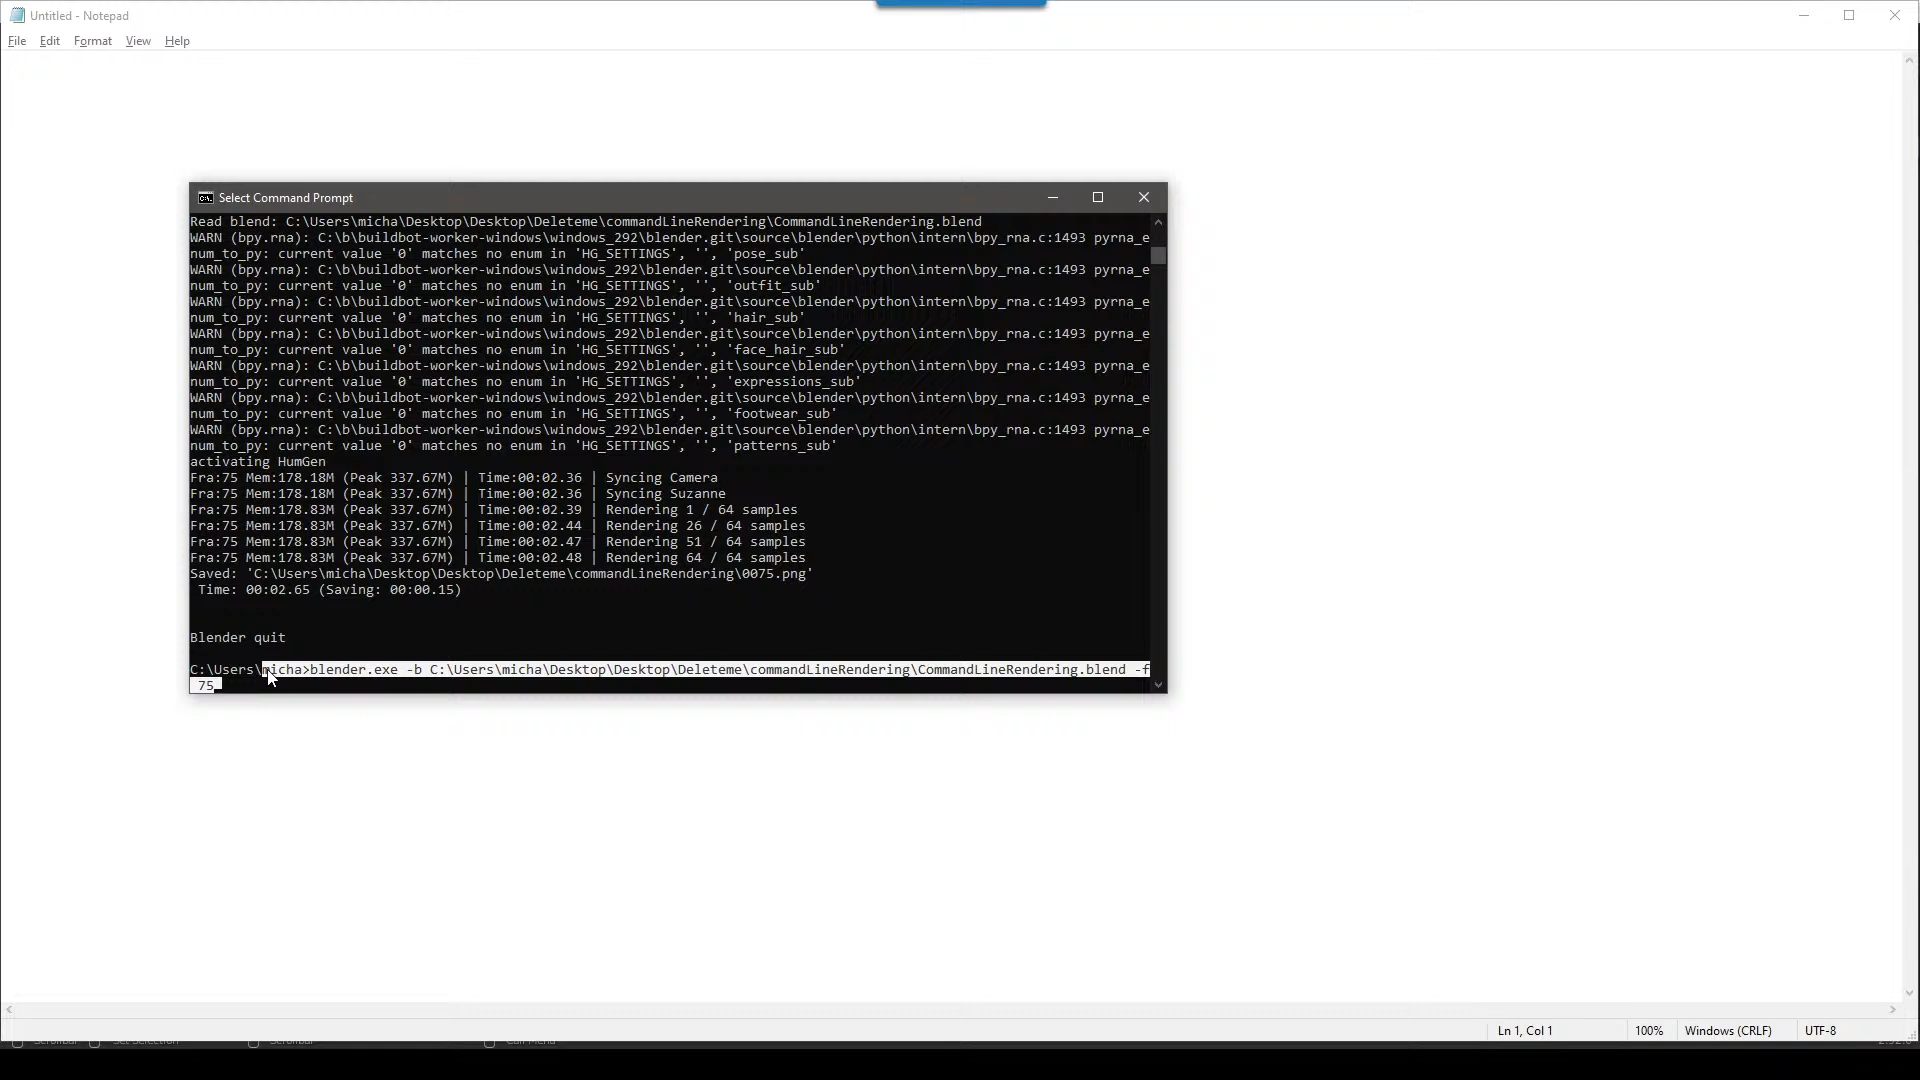 Untitled - Notepad
File Edit Format View Help
Select Command Prompt
Read blend: C:\Users\micha\Desktop\Desktop\Deleteme\commandLineRendering\CommandLineRendering.blend
WARN (bpy.rna): C:\b\buildbot-worker-windows\windows_292\blender.git\source\blender\python\intern\bpy_rna.c:1493 pyrna_e
num_to_py: current value '0' matches no enum in 'HG_SETTINGS', '', 'pose_sub'
WARN (bpy.rna): C:\b\buildbot-worker-windows\windows_292\blender.git\source\blender\python\intern\bpy_rna.c:1493 pyrna_e
num_to_py: current value '0' matches no enum in 'HG_SETTINGS', '', 'outfit_sub'
WARN (bpy.rna): C:\b\buildbot-worker-windows\windows_292\blender.git\source\blender\python\intern\bpy_rna.c:1493 pyrna_e
num_to_py: current value '0' matches no enum in 'HG_SETTINGS', '', 'hair_sub'
WARN (bpy.rna): C:\b\buildbot-worker-windows\windows_292\blender.git\source\blender\python\intern\bpy_rna.c:1493 pyrna_e
num_to_py: current value '0' matches no enum in 'HG_SETTINGS', '', 'face_hair_sub'
WARN (bpy.rna): C:\b\buildbot-worker-windows\windows_292\blender.git\source\blender\python\intern\bpy_rna.c:1493 pyrna_e
num_to_py: current value '0' matches no enum in 'HG_SETTINGS', '', 'expressions_sub'
WARN (bpy.rna): C:\b\buildbot-worker-windows\windows_292\blender.git\source\blender\python\intern\bpy_rna.c:1493 pyrna_e
num_to_py: current value '0' matches no enum in 'HG_SETTINGS', '', 'footwear_sub'
WARN (bpy.rna): C:\b\buildbot-worker-windows\windows_292\blender.git\source\blender\python\intern\bpy_rna.c:1493 pyrna_e
num_to_py: current value '0' matches no enum in 'HG_SETTINGS', '', 'patterns_sub'
activating HumGen
Fra:75 Mem:178.18M (Peak 337.67M) | Time:00:02.36 | Syncing Camera
Fra:75 Mem:178.18M (Peak 337.67M) | Time:00:02.36 | Syncing Suzanne
Fra:75 Mem:178.83M (Peak 337.67M) | Time:00:02.39 | Rendering 1 / 64 samples
Fra:75 Mem:178.83M (Peak 337.67M) | Time:00:02.44 | Rendering 26 / 64 samples
Fra:75 Mem:178.83M (Peak 337.67M) | Time:00:02.47 | Rendering 51 / 64 samples
Fra:75 Mem:178.83M (Peak 337.67M) | Time:00:02.48 | Rendering 64 / 64 samples
Saved: 'C:\Users\micha\Desktop\Desktop\Deleteme\commandLineRendering\0075.png'
Time: 00:02.65 (Saving: 00:00.15)
Blender quit
C:\Users\micha>blender.exe -b C:\Users\micha\Desktop\Desktop\Deleteme\commandLineRendering\CommandLineRendering.blend -f
75
Ln 1, Col 1 100% Windows (CRLF) UTF-8